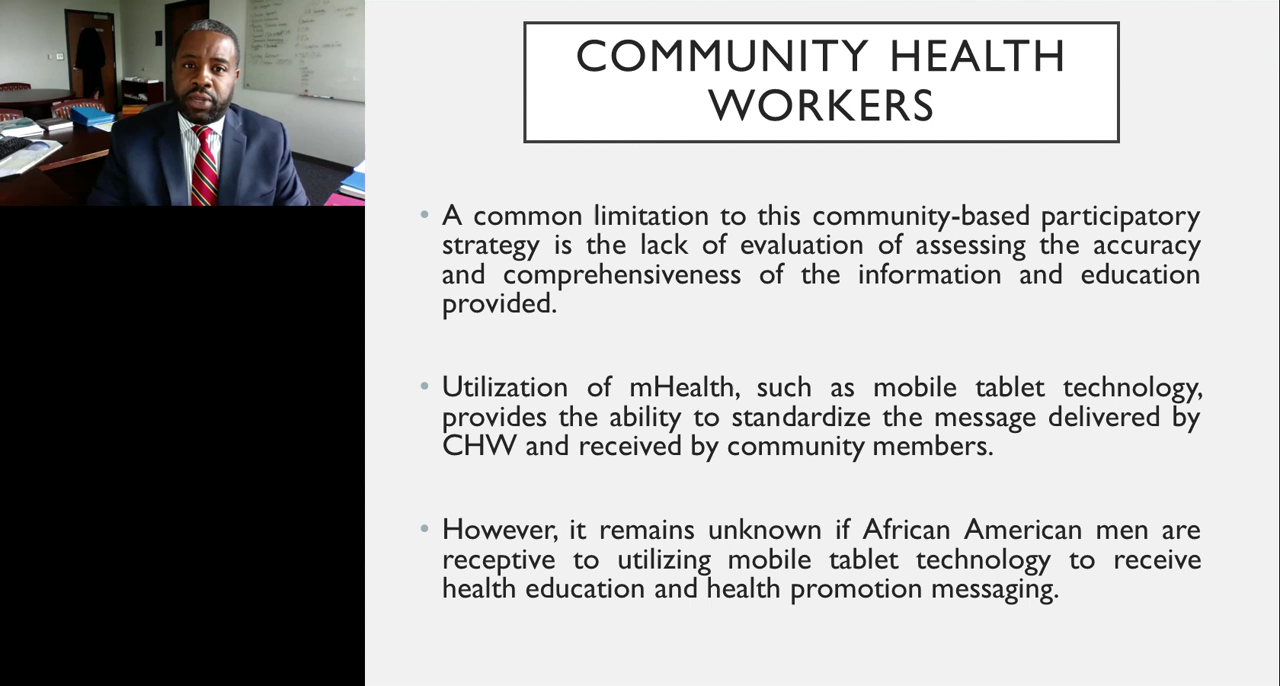 COMMUNITY HEALTH
WORKERS
• A common limitation to this community-based participatory
strategy is the lack of evaluation of assessing the accuracy
and comprehensiveness of the information and education
provided.
• Utilization of mHealth, such as mobile tablet technology,
provides the ability to standardize the message delivered by
CHW and received by community members.
• However, it remains unknown if African American men are
receptive to utilizing mobile tablet technology to receive
health education and health promotion messaging.